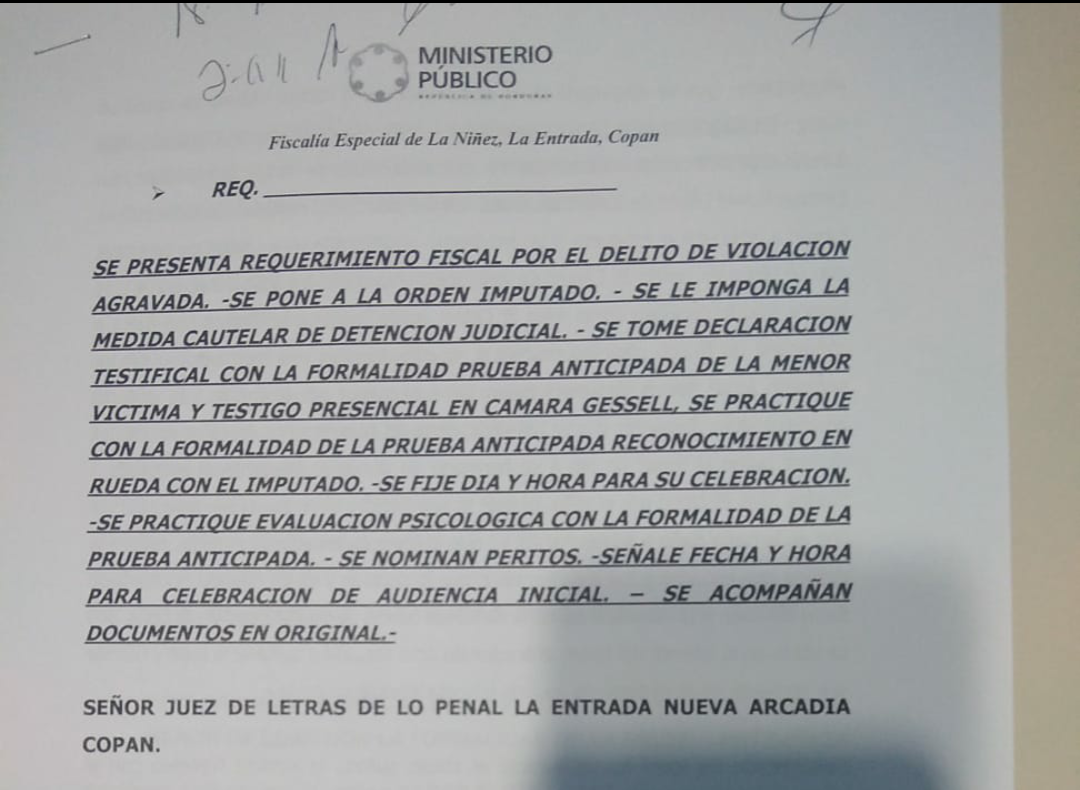 MINISTERIO
PÚBLICO
REPÚBLICA DE HONDURAS
Fiscalía Especial de La Niñez, La Entrada, Copan
➢ REQ. ____________________
SE PRESENTA REQUERIMIENTO FISCAL POR EL DELITO DE VIOLACION
AGRAVADA. -SE PONE A LA ORDEN IMPUTADO. - SE LE IMPONGA LA
MEDIDA CAUTELAR DE DETENCION JUDICIAL. - SE TOME DECLARACION
TESTIFICAL CON LA FORMALIDAD PRUEBA ANTICIPADA DE LA MENOR
VICTIMA Y TESTIGO PRESENCIAL EN CAMARA GESSELL, SE PRACTIQUE
CON LA FORMALIDAD DE LA PRUEBA ANTICIPADA RECONOCIMIENTO EN
RUEDA CON EL IMPUTADO. -SE FIJE DIA Y HORA PARA SU CELEBRACION.
-SE PRACTIQUE EVALUACION PSICOLOGICA CON LA FORMALIDAD DE LA
PRUEBA ANTICIPADA. - SE NOMINAN PERITOS. -SEÑALE FECHA Y HORA
PARA CELEBRACION DE AUDIENCIA INICIAL. – SE ACOMPAÑAN
DOCUMENTOS EN ORIGINAL.-
SEÑOR JUEZ DE LETRAS DE LO PENAL LA ENTRADA NUEVA ARCADIA
COPAN.